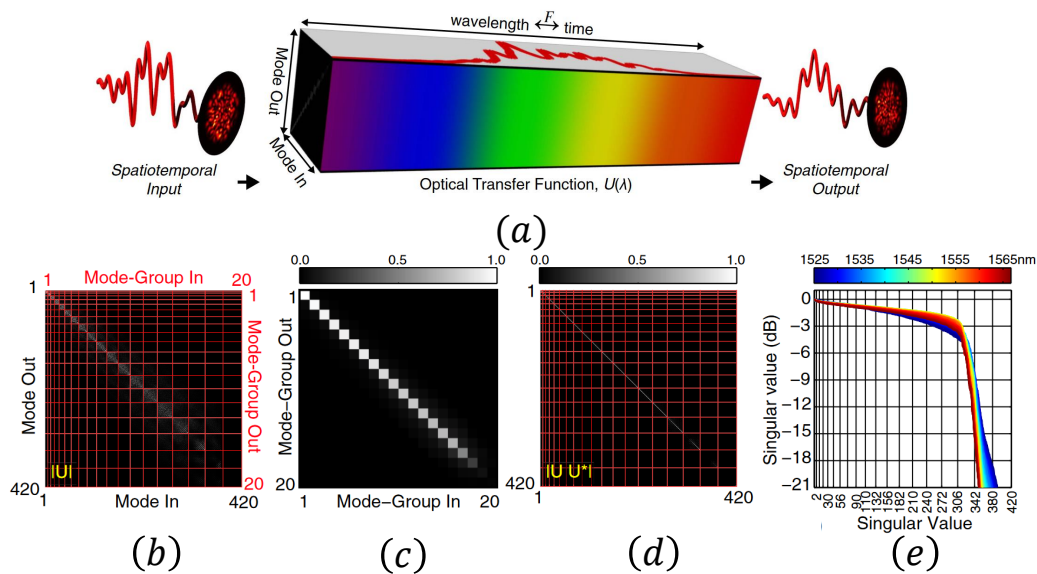 wavelength ↔ time
F
Mode Out
Mode In
Spatiotemporal
Input
Optical Transfer Function, U(λ)
Spatiotemporal
Output
(a)
1 Mode-Group In 20
1
1
Mode Out
Mode-Group Out
|U|
20
420
1
Mode In
420
(b)
0.0 0.5 1.0
1
Mode–Group Out
20
1
Mode-Group In
20
(c)
0.0 0.5 1.0
1
|U U*|
420
1
420
(d)
1525 1535 1545 1555 1565nm
Singular value (dB)
0
−3
−6
−9
−12
−15
−18
−21
2 30 56 90 110 132 156 182 210 240 272 306 342 380 420
Singular Value
(e)